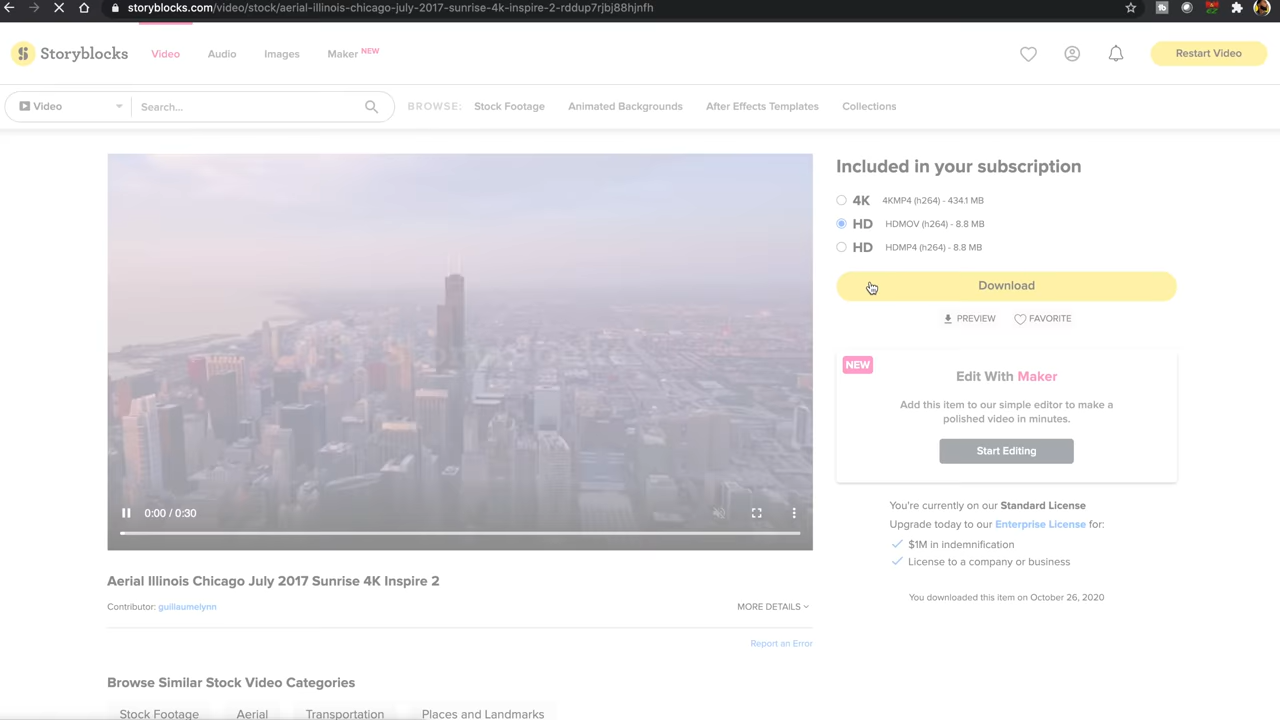 storyblocks.com/video/stock/aerial-illinois-chicago-july-2017-sunrise-4k-inspire-2-rddup7rjbj88hjnfh
Storyblocks
Video
Audio
Images
Maker NEW
Restart Video
Video
Search...
BROWSE:
Stock Footage
Animated Backgrounds
After Effects Templates
Collections
Included in your subscription
4K 4KMP4 (h264) - 434.1 MB
HD HDMOV (h264) - 8.8 MB
HD HDMP4 (h264) - 8.8 MB
Download
PREVIEW
FAVORITE
NEW
Edit With Maker
Add this item to our simple editor to make a
polished video in minutes.
Start Editing
0:00 / 0:30
You're currently on our Standard License
Upgrade today to our Enterprise License for:
$1M in indemnification
License to a company or business
You downloaded this item on October 26, 2020
Aerial Illinois Chicago July 2017 Sunrise 4K Inspire 2
Contributor: guillaumelynn
MORE DETAILS
Report an Error
Browse Similar Stock Video Categories
Stock Footage
Aerial
Transportation
Places and Landmarks